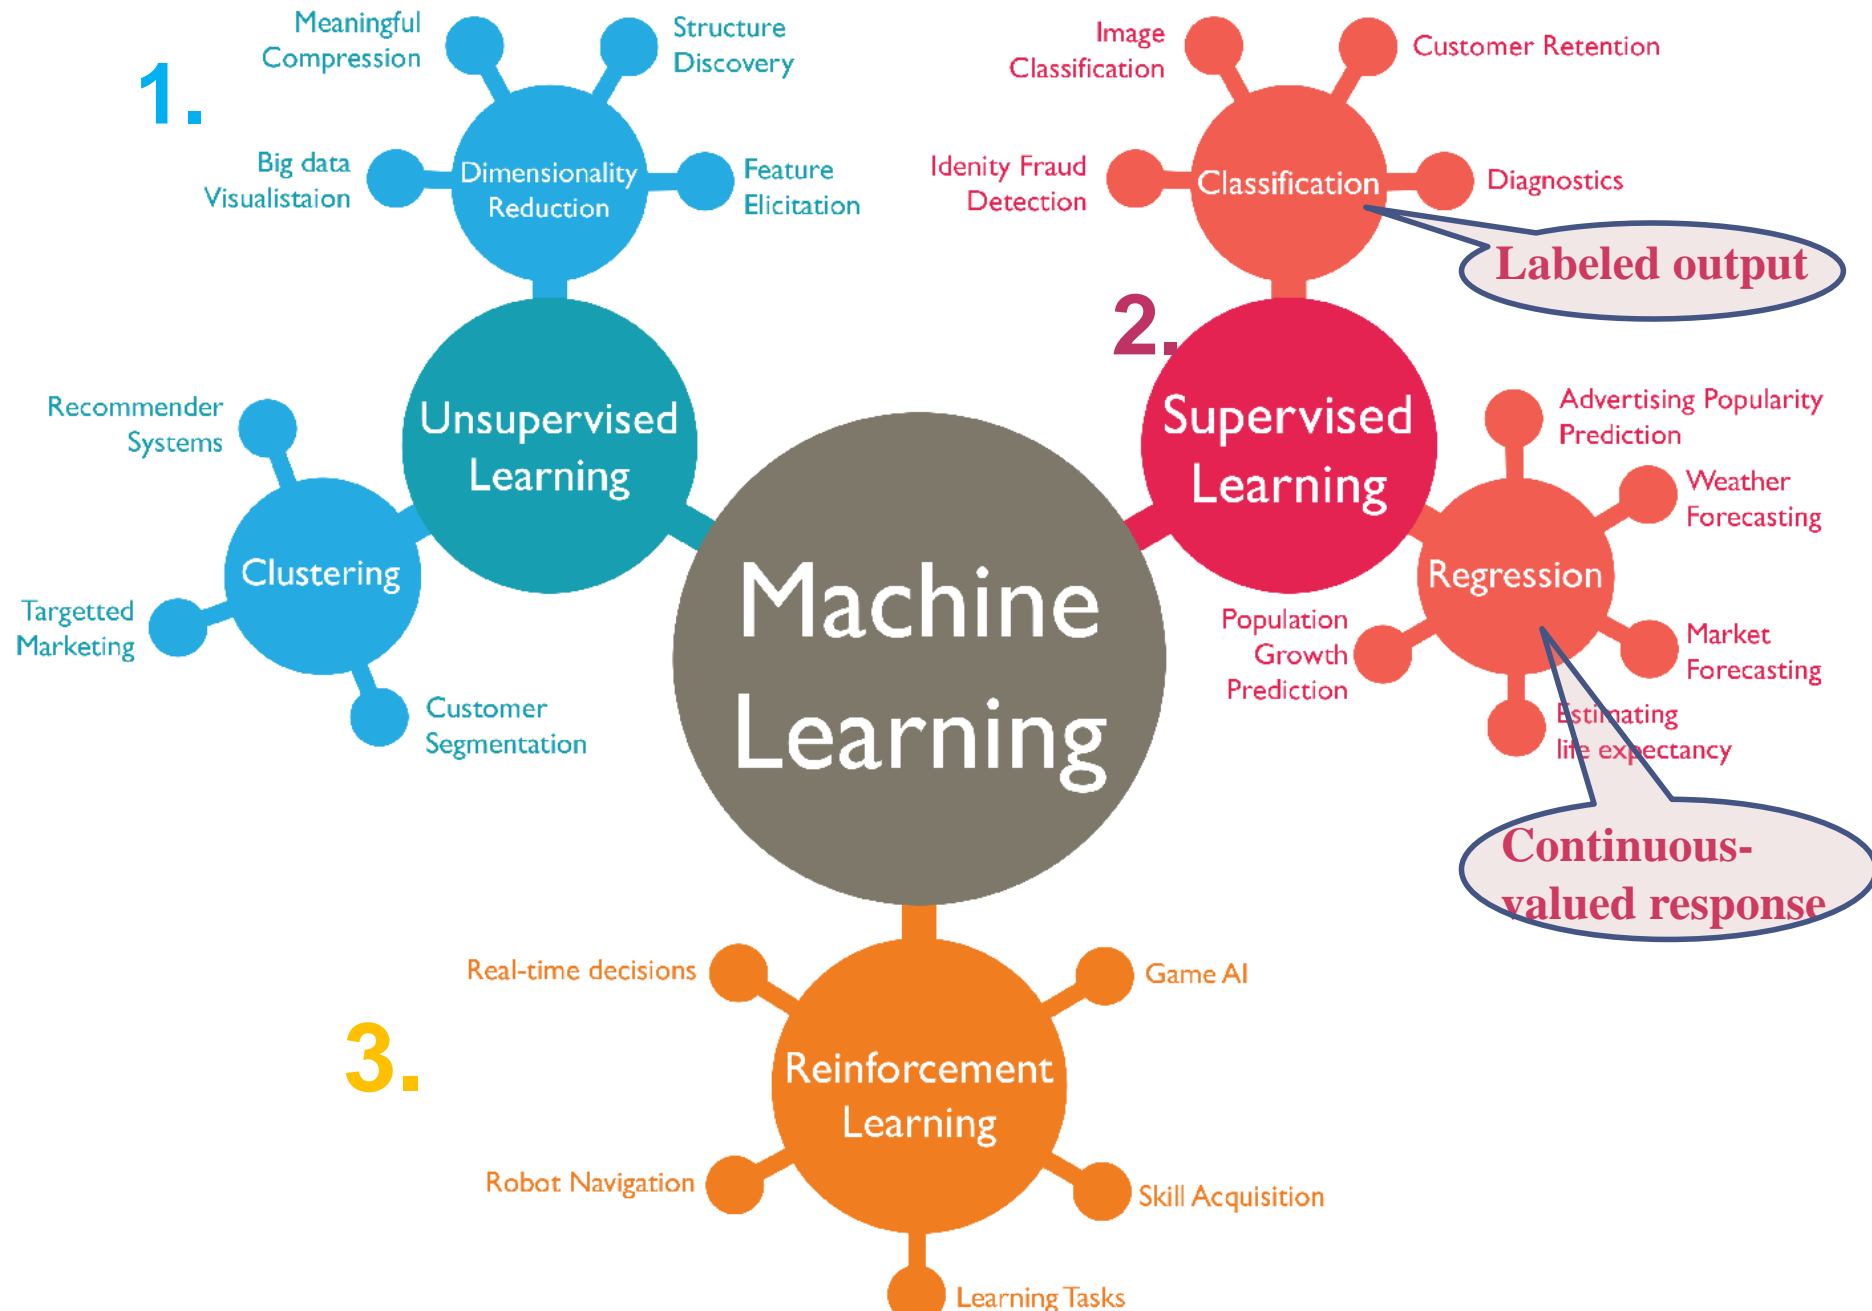 1.
Meaningful
Compression
Structure
Discovery
Big data
Visualistaion
Dimensionality
Reduction
Feature
Elicitation
Unsupervised
Learning
Recommender
Systems
Clustering
Targetted
Marketing
Customer
Segmentation
Machine
Learning
2.
Image
Classification
Customer Retention
Idenity Fraud
Detection
Classification
Diagnostics
Labeled output
Supervised
Learning
Advertising Popularity
Prediction
Weather
Forecasting
Regression
Population
Growth
Prediction
Market
Forecasting
Estimating
life expectancy
Continuous-
valued response
3.
Real-time decisions
Game AI
Reinforcement
Learning
Robot Navigation
Skill Acquisition
Learning Tasks